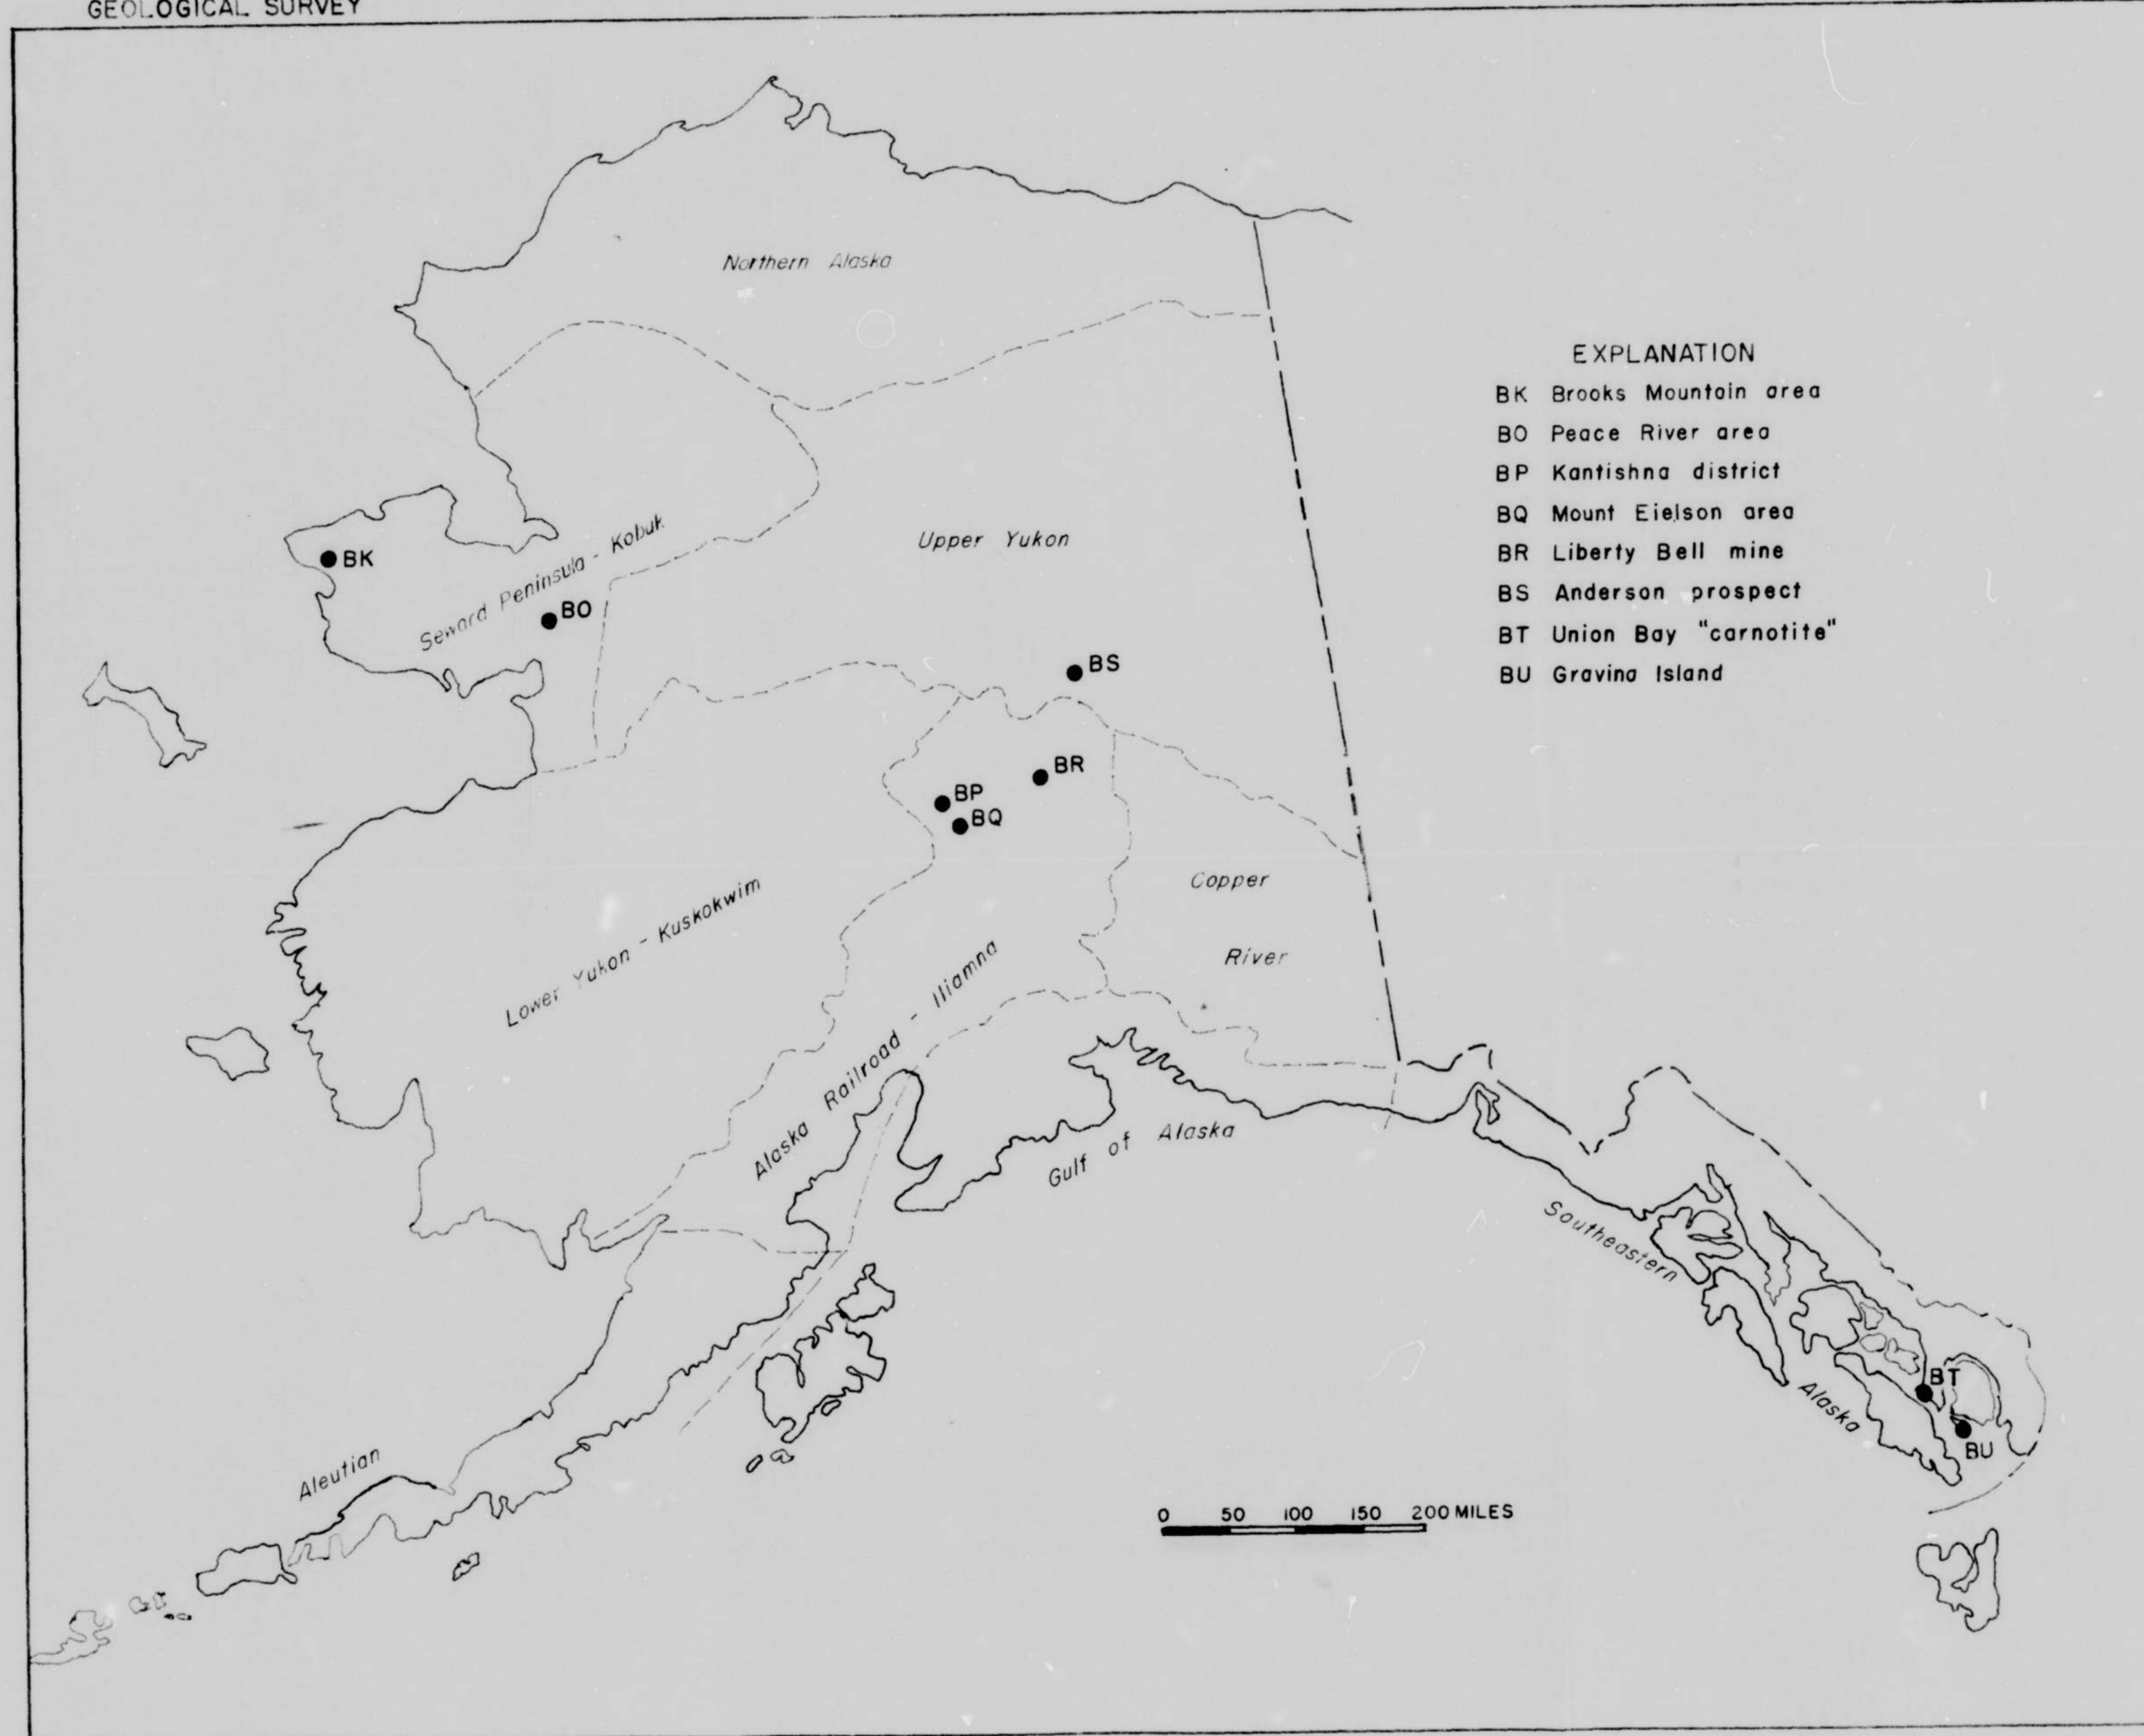 GEOLOGICAL SURVEY
Northern Alaska
EXPLANATION
BK Brooks Mountain area
BO Peace River area
BP Kantishna district
BQ Mount Eielson area
BR Liberty Bell mine
BS Anderson prospect
BT Union Bay "carnotite"
BU Gravina Island
Seward Peninsula - Kobuk
Upper Yukon
BK
BO
BS
BR
BP
BQ
Copper
River
Lower Yukon - Kuskokwim
Alaska Railroad - Iliamna
Gulf of Alaska
Southeastern
Alaska
BT
BU
Aleutian
0 50 100 150 200 MILES